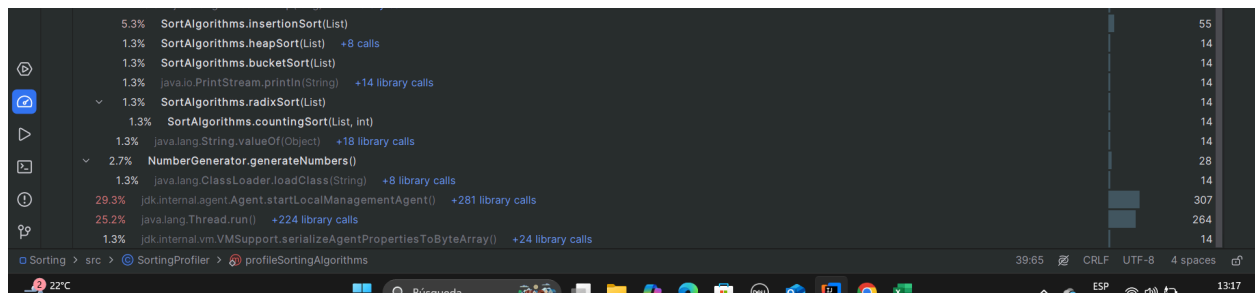 5.3% SortAlgorithms.insertionSort(List) 55
1.3% SortAlgorithms.heapSort(List) +8 calls 14
1.3% SortAlgorithms.bucketSort(List) 14
1.3% java.io.PrintStream.println(String) +14 library calls 14
1.3% SortAlgorithms.radixSort(List) 14
1.3% SortAlgorithms.countingSort(List, int) 14
1.3% java.lang.String.valueOf(Object) +18 library calls 14
2.7% NumberGenerator.generateNumbers() 28
1.3% java.lang.ClassLoader.loadClass(String) +8 library calls 14
29.3% jdk.internal.agent.Agent.startLocalManagementAgent() +281 library calls 307
25.2% java.lang.Thread.run() +224 library calls 264
1.3% jdk.internal.vm.VMSupport.serializeAgentPropertiesToByteArray() +24 library calls 14
Sorting > src > SortingProfiler > profileSortingAlgorithms 39:65 CRLF UTF-8 4 spaces
2 22°C Búsqueda DELL ESP 13:17